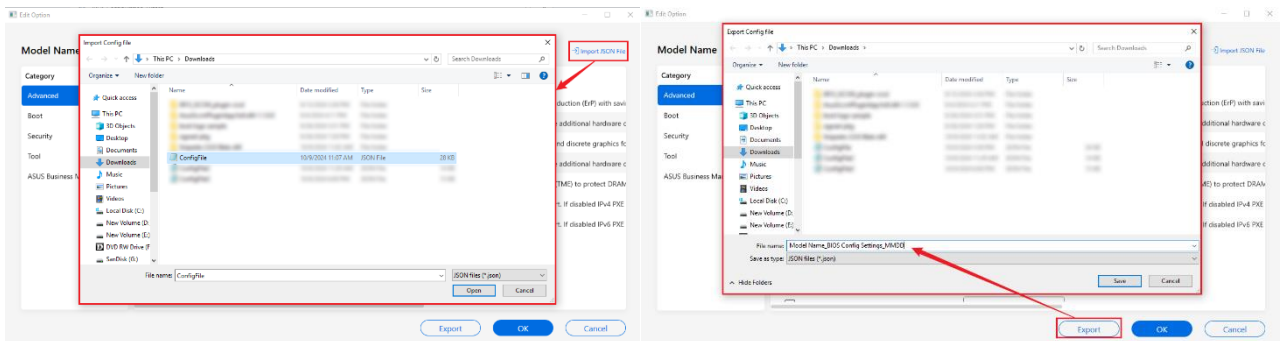 Edit Option
Model Name
Import JSON File
Category
Advanced
Boot
Security
Tool
ASUS Business M
Import Config File
This PC > Downloads
Search Downloads
Organize
New folder
Name
Date modified
Type
Size
Quick access
This PC
3D Objects
Desktop
Documents
Downloads
Music
Pictures
Videos
Local Disk (C:)
New Volume (D:
New Volume (E:)
DVD RW Drive (F
SanDisk (G:)
ConfigFile 10/9/2024 11:07 AM JSON File 28 KB
File name: ConfigFile
JSON files (*.json)
Open
Cancel
duction (ErP) with savi
additional hardware c
nd discrete graphics fo
additional hardware c
(TME) to protect DRAM
rt. If disabled IPv4 PXE
t. If disabled IPv6 PXE
Export
OK
Cancel
Edit Option
Model Name
Import JSON File
Category
Advanced
Boot
Security
Tool
ASUS Business Ma
Export Config File
This PC > Downloads
Search Downloads
Organize
New folder
Name
Date modified
Type
Size
Quick access
This PC
3D Objects
Desktop
Documents
Downloads
Music
Pictures
Videos
Local Disk (C:)
New Volume (D:
New Volume (E:)
File name: Model Name_BIOS Config Settings_MMDD
Save as type: JSON files (*.json)
Hide Folders
Save
Cancel
uction (ErP) with savi
dditional hardware c
d discrete graphics fo
dditional hardware c
ME) to protect DRAM
If disabled IPv4 PXE
If disabled IPv6 PXE
Export
OK
Cancel